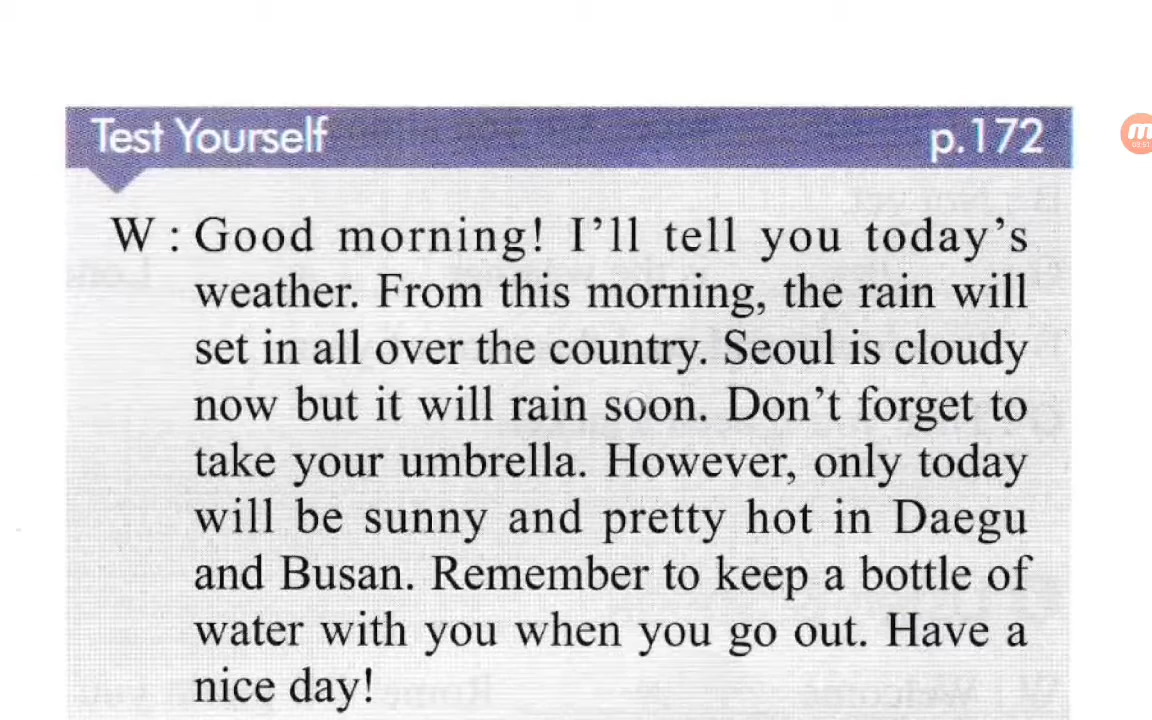 Test Yourself p.172
W : Good morning! I’ll tell you today’s
weather. From this morning, the rain will
set in all over the country. Seoul is cloudy
now but it will rain soon. Don’t forget to
take your umbrella. However, only today
will be sunny and pretty hot in Daegu
and Busan. Remember to keep a bottle of
water with you when you go out. Have a
nice day!